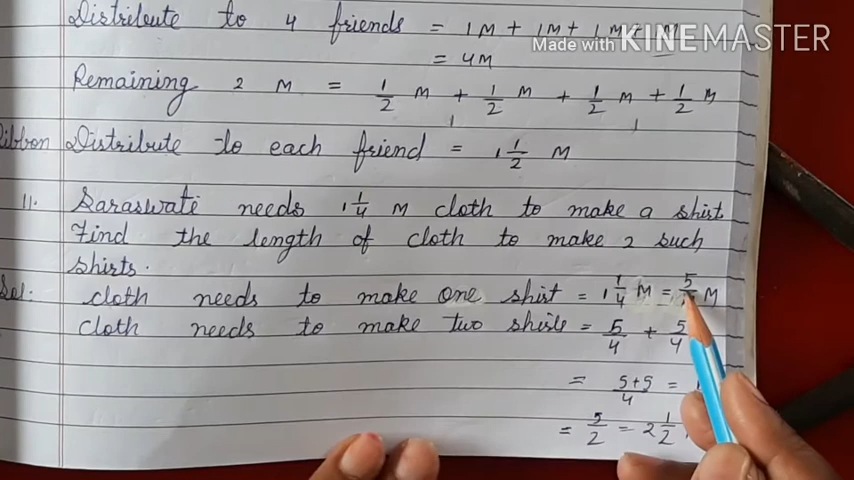 Distribute to 4 friends = 1M + 1M + 1M + M
Made with KINEMASTER
= 4M
Remaining 2 M = 1/2 M + 1/2 M + 1/2 M + 1/2 M
Ribbon Distribute to each friend = 1 1/2 M
11. Saraswati needs 1 1/4 M cloth to make a shirt
Find the length of cloth to make 2 such
shirts.
Sol: cloth needs to make one shirt = 1 1/4 M = 5/ M
cloth needs to make two shirts = 5/4 + 5/4
= 5+5/4 =
= 5/2 = 2 1/2